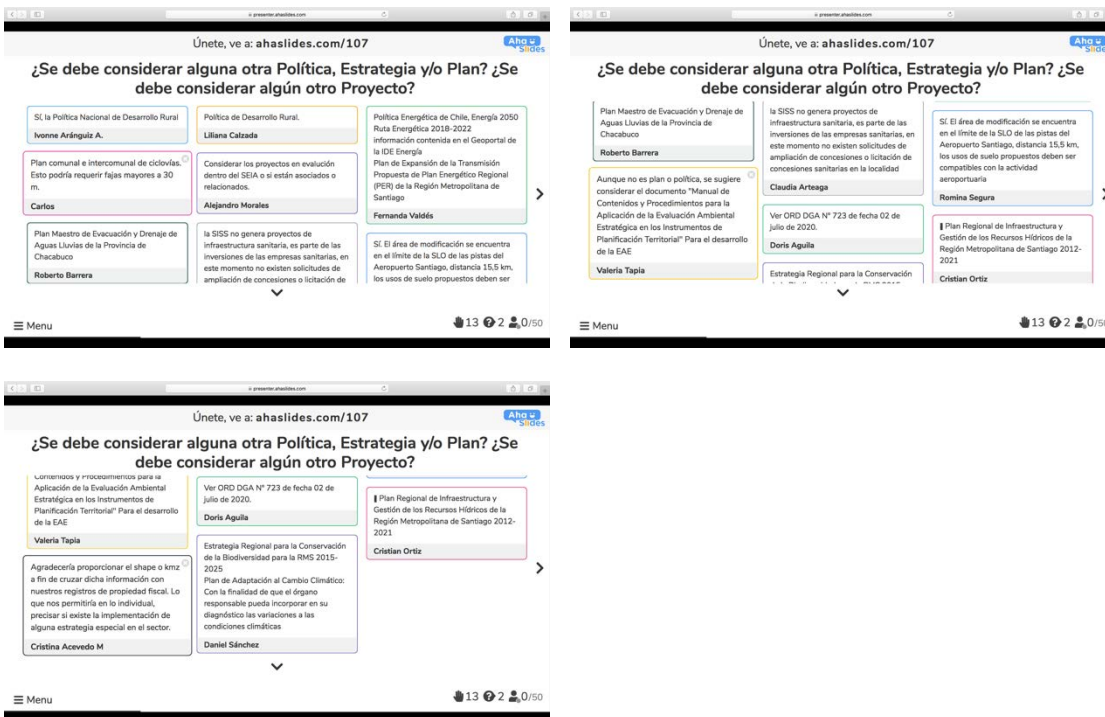 presenter.ahaslides.com
Únete, ve a: ahaslides.com/107
Aha Slides
¿Se debe considerar alguna otra Política, Estrategia y/o Plan? ¿Se
debe considerar algún otro Proyecto?
SÍ, la Política Nacional de Desarrollo Rural
Ivonne Aránguiz A.
Plan comunal e intercomunal de ciclovías.
Esto podría requerir fajas mayores a 30
m.
Carlos
Plan Maestro de Evacuación y Drenaje de
Aguas Lluvias de la Provincia de
Chacabuco
Roberto Barrera
Política de Desarrollo Rural.
Liliana Calzada
Considerar los proyectos en evalución
dentro del SEIA o si están asociados o
relacionados.
Alejandro Morales
la SISS no genera proyectos de
infraestructura sanitaria, es parte de las
inversiones de las empresas sanitarias, en
este momento no existen solicitudes de
ampliación de concesiones o licitación de
Política Energética de Chile, Energía 2050
Ruta Energética 2018-2022
información contenida en el Geoportal de
la IDE Energía
Plan de Expansión de la Transmisión
Propuesta de Plan Energético Regional
(PER) de la Región Metropolitana de
Santiago
Fernanda Valdés
SÍ. El área de modificación se encuentra
en el límite de la SLO de las pistas del
Aeropuerto Santiago, distancia 15,5 km,
los usos de suelo propuestos deben ser
Menu
13 2 0/50
presenter.ahaslides.com
Únete, ve a: ahaslides.com/107
Aha Slides
¿Se debe considerar alguna otra Política, Estrategia y/o Plan? ¿Se
debe considerar algún otro Proyecto?
Plan Maestro de Evacuación y Drenaje de
Aguas Lluvias de la Provincia de
Chacabuco
Roberto Barrera
Aunque no es plan o política, se sugiere
considerar el documento "Manual de
Contenidos y Procedimientos para la
Aplicación de la Evaluación Ambiental
Estratégica en los Instrumentos de
Planificación Territorial" Para el desarrollo
de la EAE
Valeria Tapia
la SISS no genera proyectos de
infraestructura sanitaria, es parte de las
inversiones de las empresas sanitarias, en
este momento no existen solicitudes de
ampliación de concesiones o licitación de
concesiones sanitarias en la localidad
Claudia Arteaga
Ver ORD DGA N° 723 de fecha 02 de
julio de 2020.
Doris Aguila
Estrategia Regional para la Conservación
SÍ. El área de modificación se encuentra
en el límite de la SLO de las pistas del
Aeropuerto Santiago, distancia 15,5 km,
los usos de suelo propuestos deben ser
compatibles con la actividad
aeroportuaria
Romina Segura
Plan Regional de Infraestructura y
Gestión de los Recursos Hídricos de la
Región Metropolitana de Santiago 2012-
2021
Cristian Ortiz
Menu
13 2 0/50
presenter.ahaslides.com
Únete, ve a: ahaslides.com/107
Aha Slides
¿Se debe considerar alguna otra Política, Estrategia y/o Plan? ¿Se
debe considerar algún otro Proyecto?
Contenidos y Procedimientos para la
Aplicación de la Evaluación Ambiental
Estratégica en los Instrumentos de
Planificación Territorial" Para el desarrollo
de la EAE
Valeria Tapia
Agradecería proporcionar el shape o kmz
a fin de cruzar dicha información con
nuestros registros de propiedad fiscal. Lo
que nos permitiría en lo individual,
precisar si existe la implementación de
alguna estrategia especial en el sector.
Cristina Acevedo M
Ver ORD DGA N° 723 de fecha 02 de
julio de 2020.
Doris Aguila
Estrategia Regional para la Conservación
de la Biodiversidad para la RMS 2015-
2025
Plan de Adaptación al Cambio Climático:
Con la finalidad de que el órgano
responsable pueda incorporar en su
diagnóstico las variaciones a las
condiciones climáticas
Daniel Sánchez
Plan Regional de Infraestructura y
Gestión de los Recursos Hídricos de la
Región Metropolitana de Santiago 2012-
2021
Cristian Ortiz
Menu
13 2 0/50